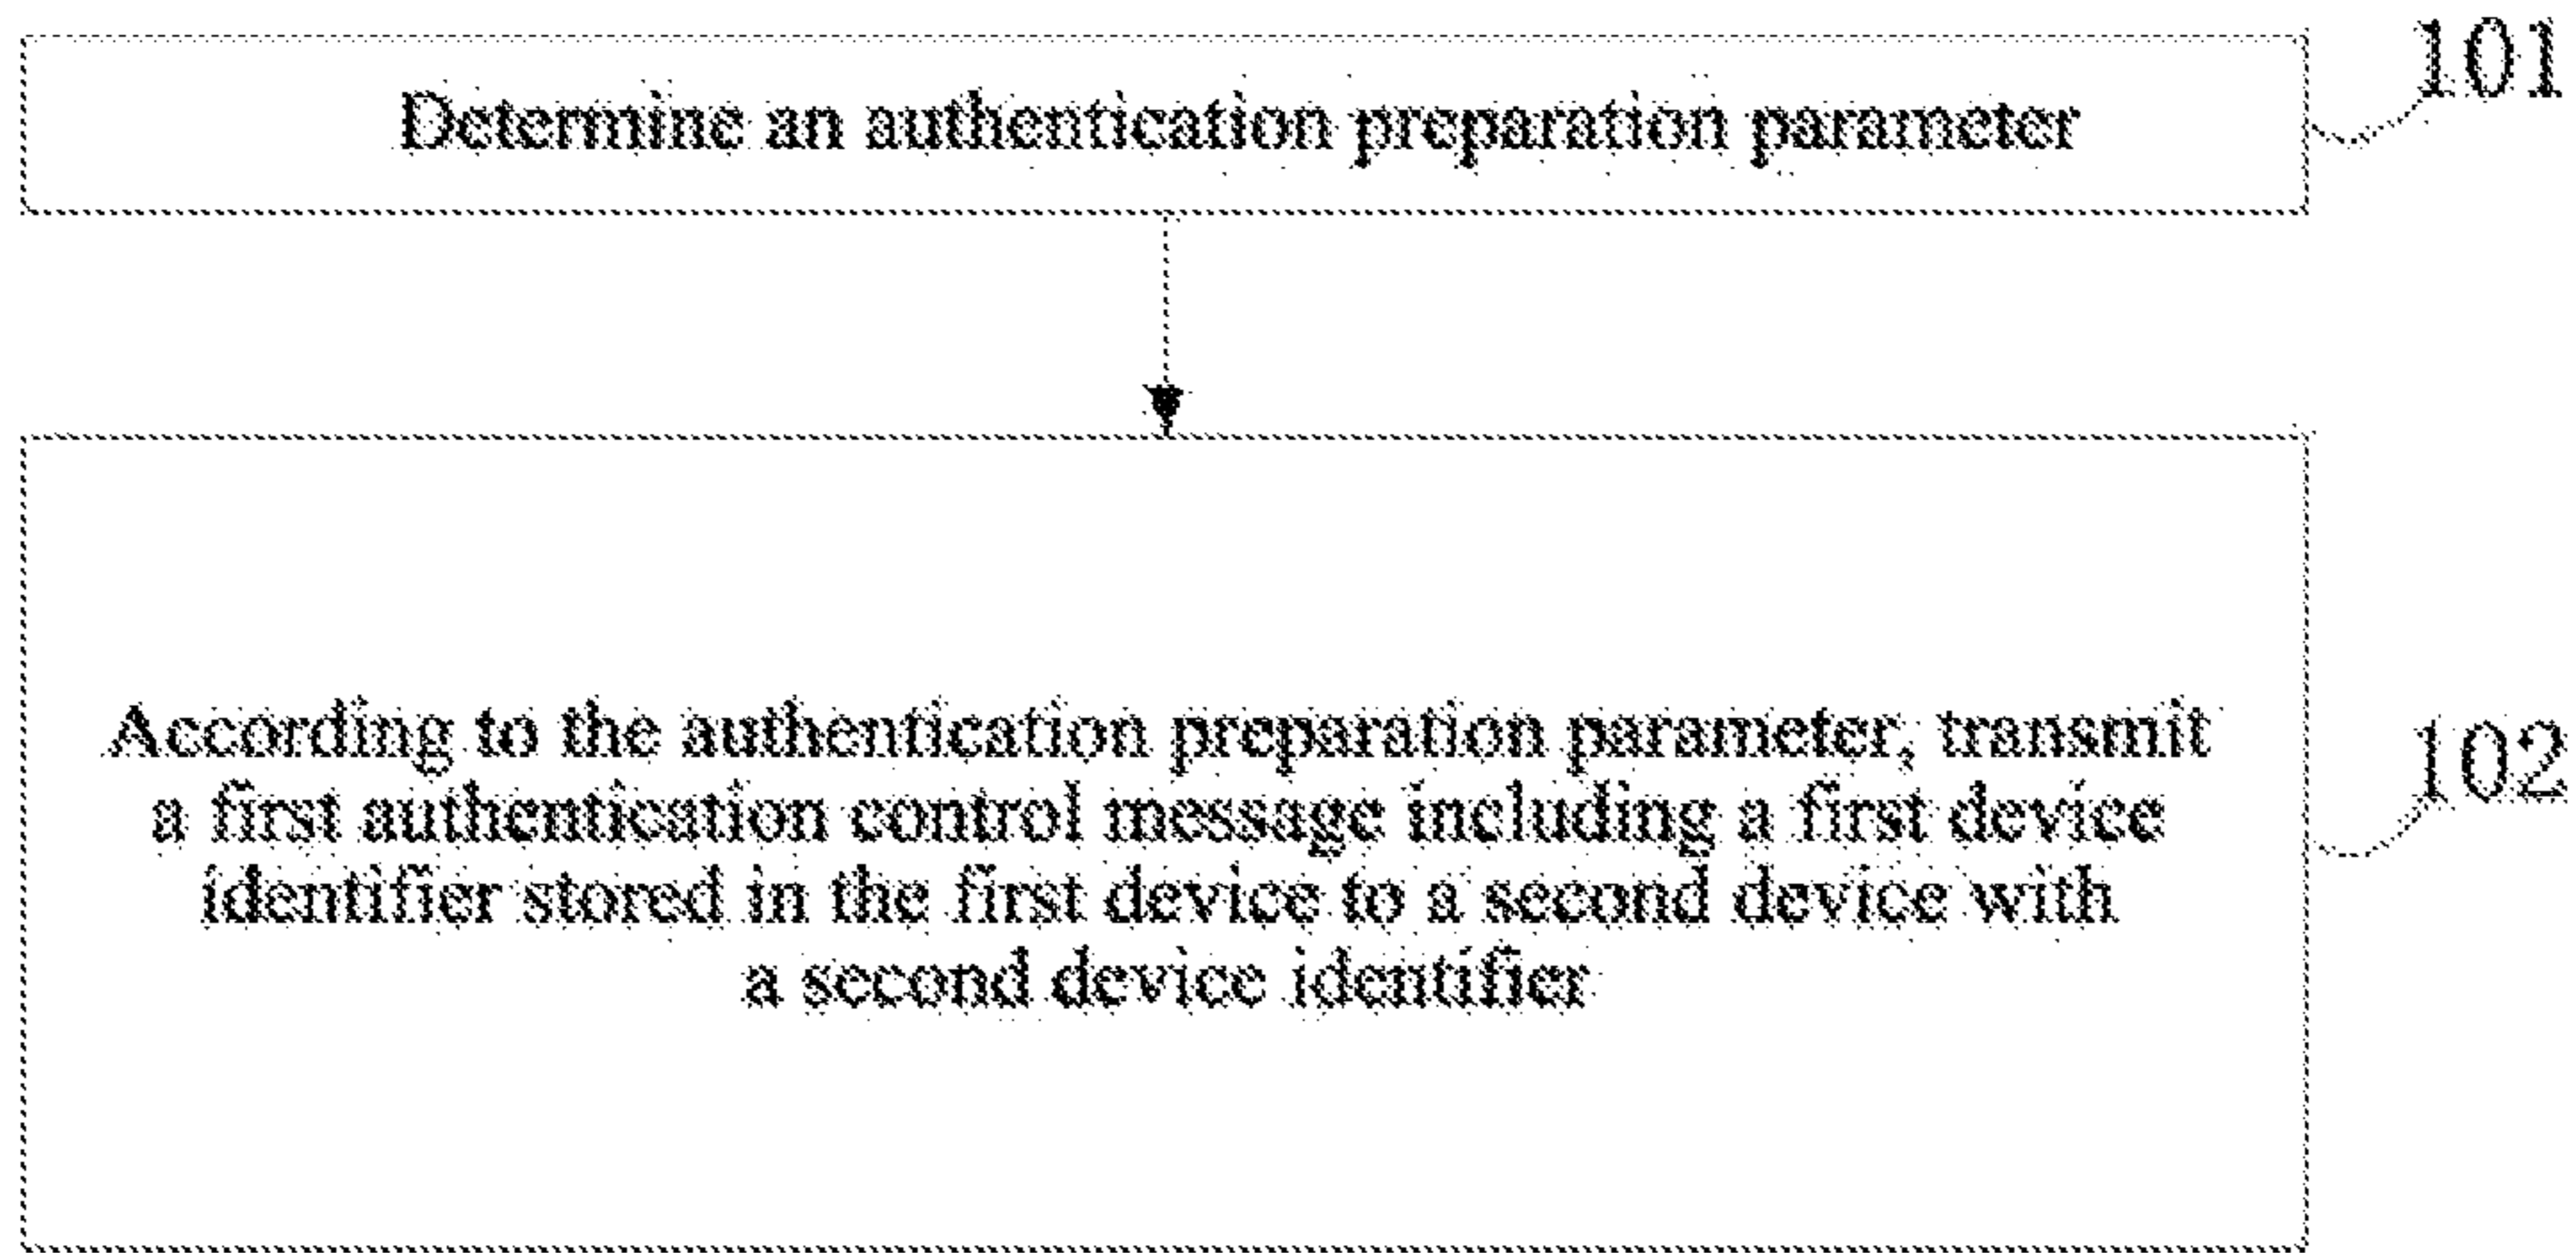 Determine an authentication preparation parameter
101
According to the authentication preparation parameter, transmit
a first authentication control message including a first device
identifier stored in the first device to a second device with
a second device identifier
102